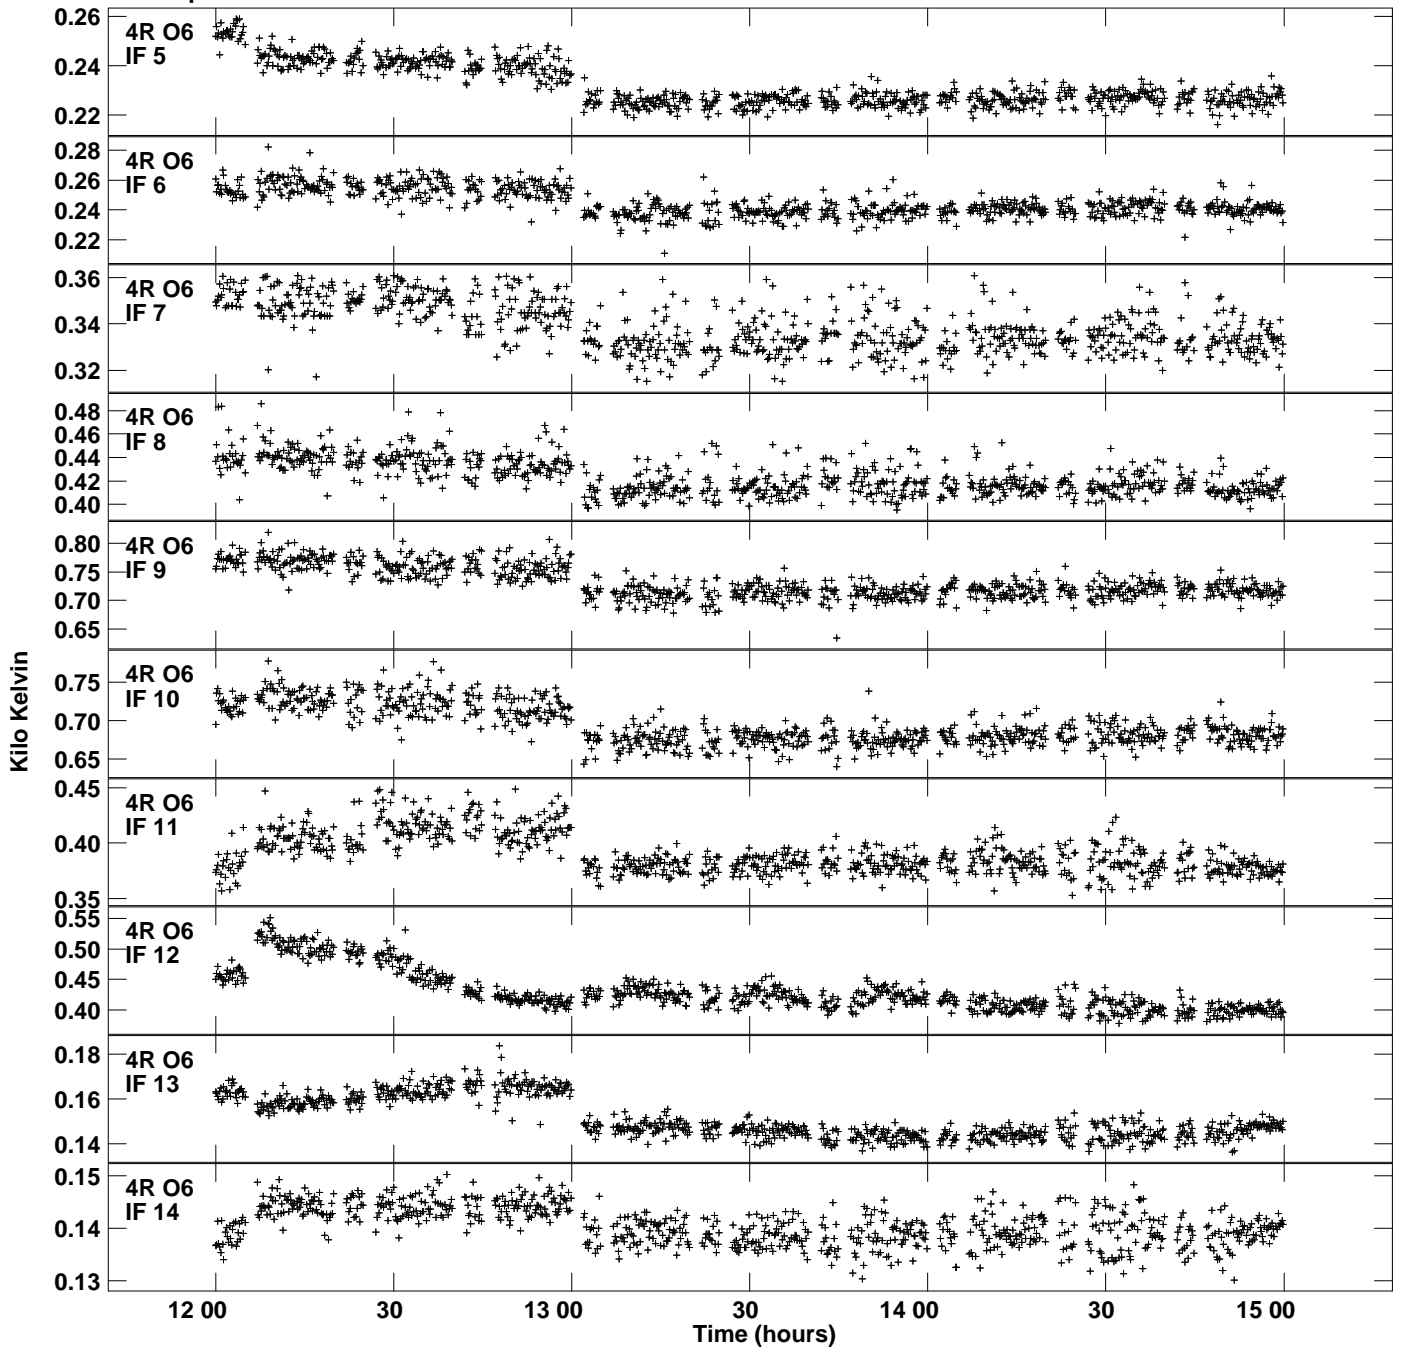 0.26
0.24
0.22
4R O6
IF 5
0.28
0.26
0.24
0.22
4R O6
IF 6
0.36
0.34
0.32
4R O6
IF 7
0.48
0.46
0.44
0.42
0.40
4R O6
IF 8
0.80
0.75
0.70
0.65
4R O6
IF 9
0.75
0.70
0.65
4R O6
IF 10
0.45
0.40
0.35
4R O6
IF 11
0.55
0.50
0.45
0.40
4R O6
IF 12
0.18
0.16
0.14
4R O6
IF 13
0.15
0.14
0.13
4R O6
IF 14
Kilo Kelvin
12 00 30 13 00 30 14 00 30 15 00
Time (hours)